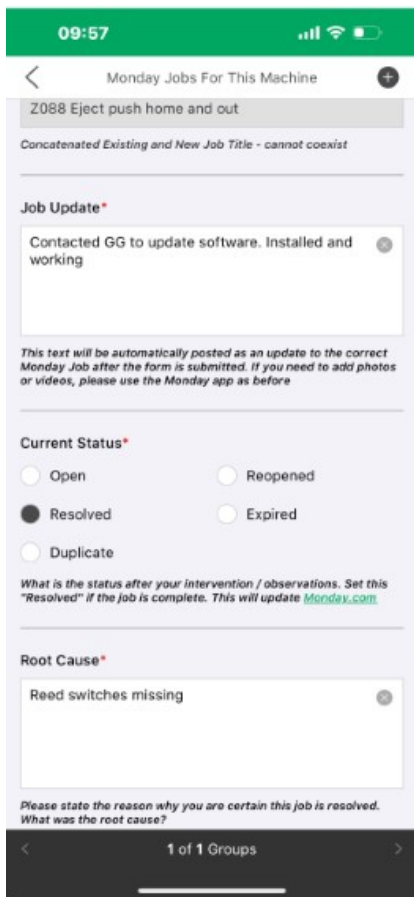 09:57
Monday Jobs For This Machine
Z088 Eject push home and out
Concatenated Existing and New Job Title - cannot coexist
Job Update*
Contacted GG to update software. Installed and
working
This text will be automatically posted as an update to the correct
Monday Job after the form is submitted. If you need to add photos
or videos, please use the Monday app as before
Current Status*
Open
Reopened
Resolved
Expired
Duplicate
What is the status after your intervention / observations. Set this
"Resolved" if the job is complete. This will update Monday.com
Root Cause*
Reed switches missing
Please state the reason why you are certain this job is resolved.
What was the root cause?
1 of 1 Groups